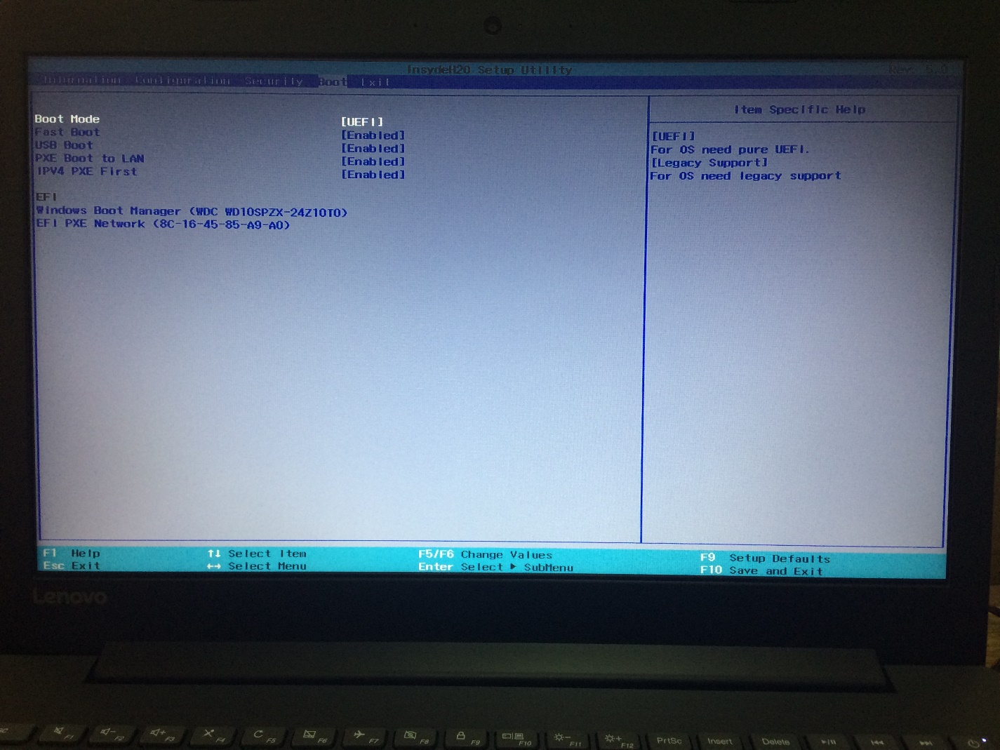 InsydeH20 Setup Utility
Information Configuration Security Boot Exit
Boot Mode [UEFI]
Fast Boot [Enabled]
USB Boot [Enabled]
PXE Boot to LAN [Enabled]
IPV4 PXE First [Enabled]
EFI
Windows Boot Manager (WDC WD10SPZX-24Z10T0)
EFI PXE Network (8C-16-45-85-A9-A0)
Item Specific Help
[UEFI]
For OS need pure UEFI.
[Legacy Support]
For OS need legacy support
F1 Help ↑↓ Select Item F5/F6 Change Values F9 Setup Defaults
Esc Exit ←→ Select Menu Enter Select ▶ SubMenu F10 Save and Exit
Lenovo
F1 F2 F3 F4 F5 F6 F7 F8 F9 F10 F11 F12 PrtSc Insert Delete